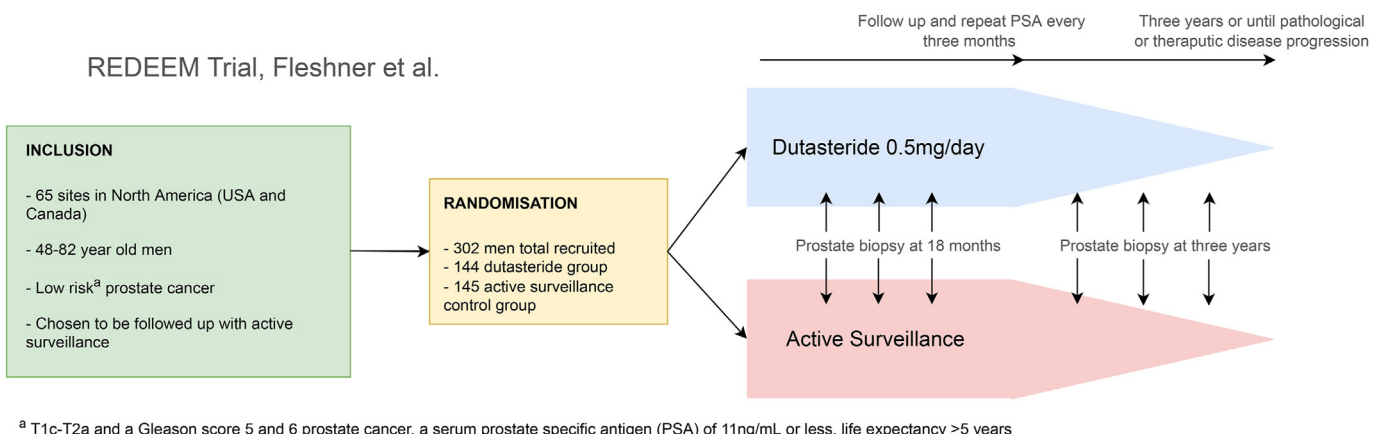 Follow up and repeat PSA every
three months
Three years or until pathological
or theraputic disease progression
REDEEM Trial, Fleshner et al.
INCLUSION
- 65 sites in North America (USA and
Canada)
- 48-82 year old men
- Low riskᵃ prostate cancer
- Chosen to be followed up with active
surveillance
RANDOMISATION
- 302 men total recruited
- 144 dutasteride group
- 145 active surveillance
control group
Dutasteride 0.5mg/day
Prostate biopsy at 18 months
Prostate biopsy at three years
Active Surveillance
ᵃ T1c-T2a and a Gleason score 5 and 6 prostate cancer, a serum prostate specific antigen (PSA) of 11ng/mL or less, life expectancy >5 years